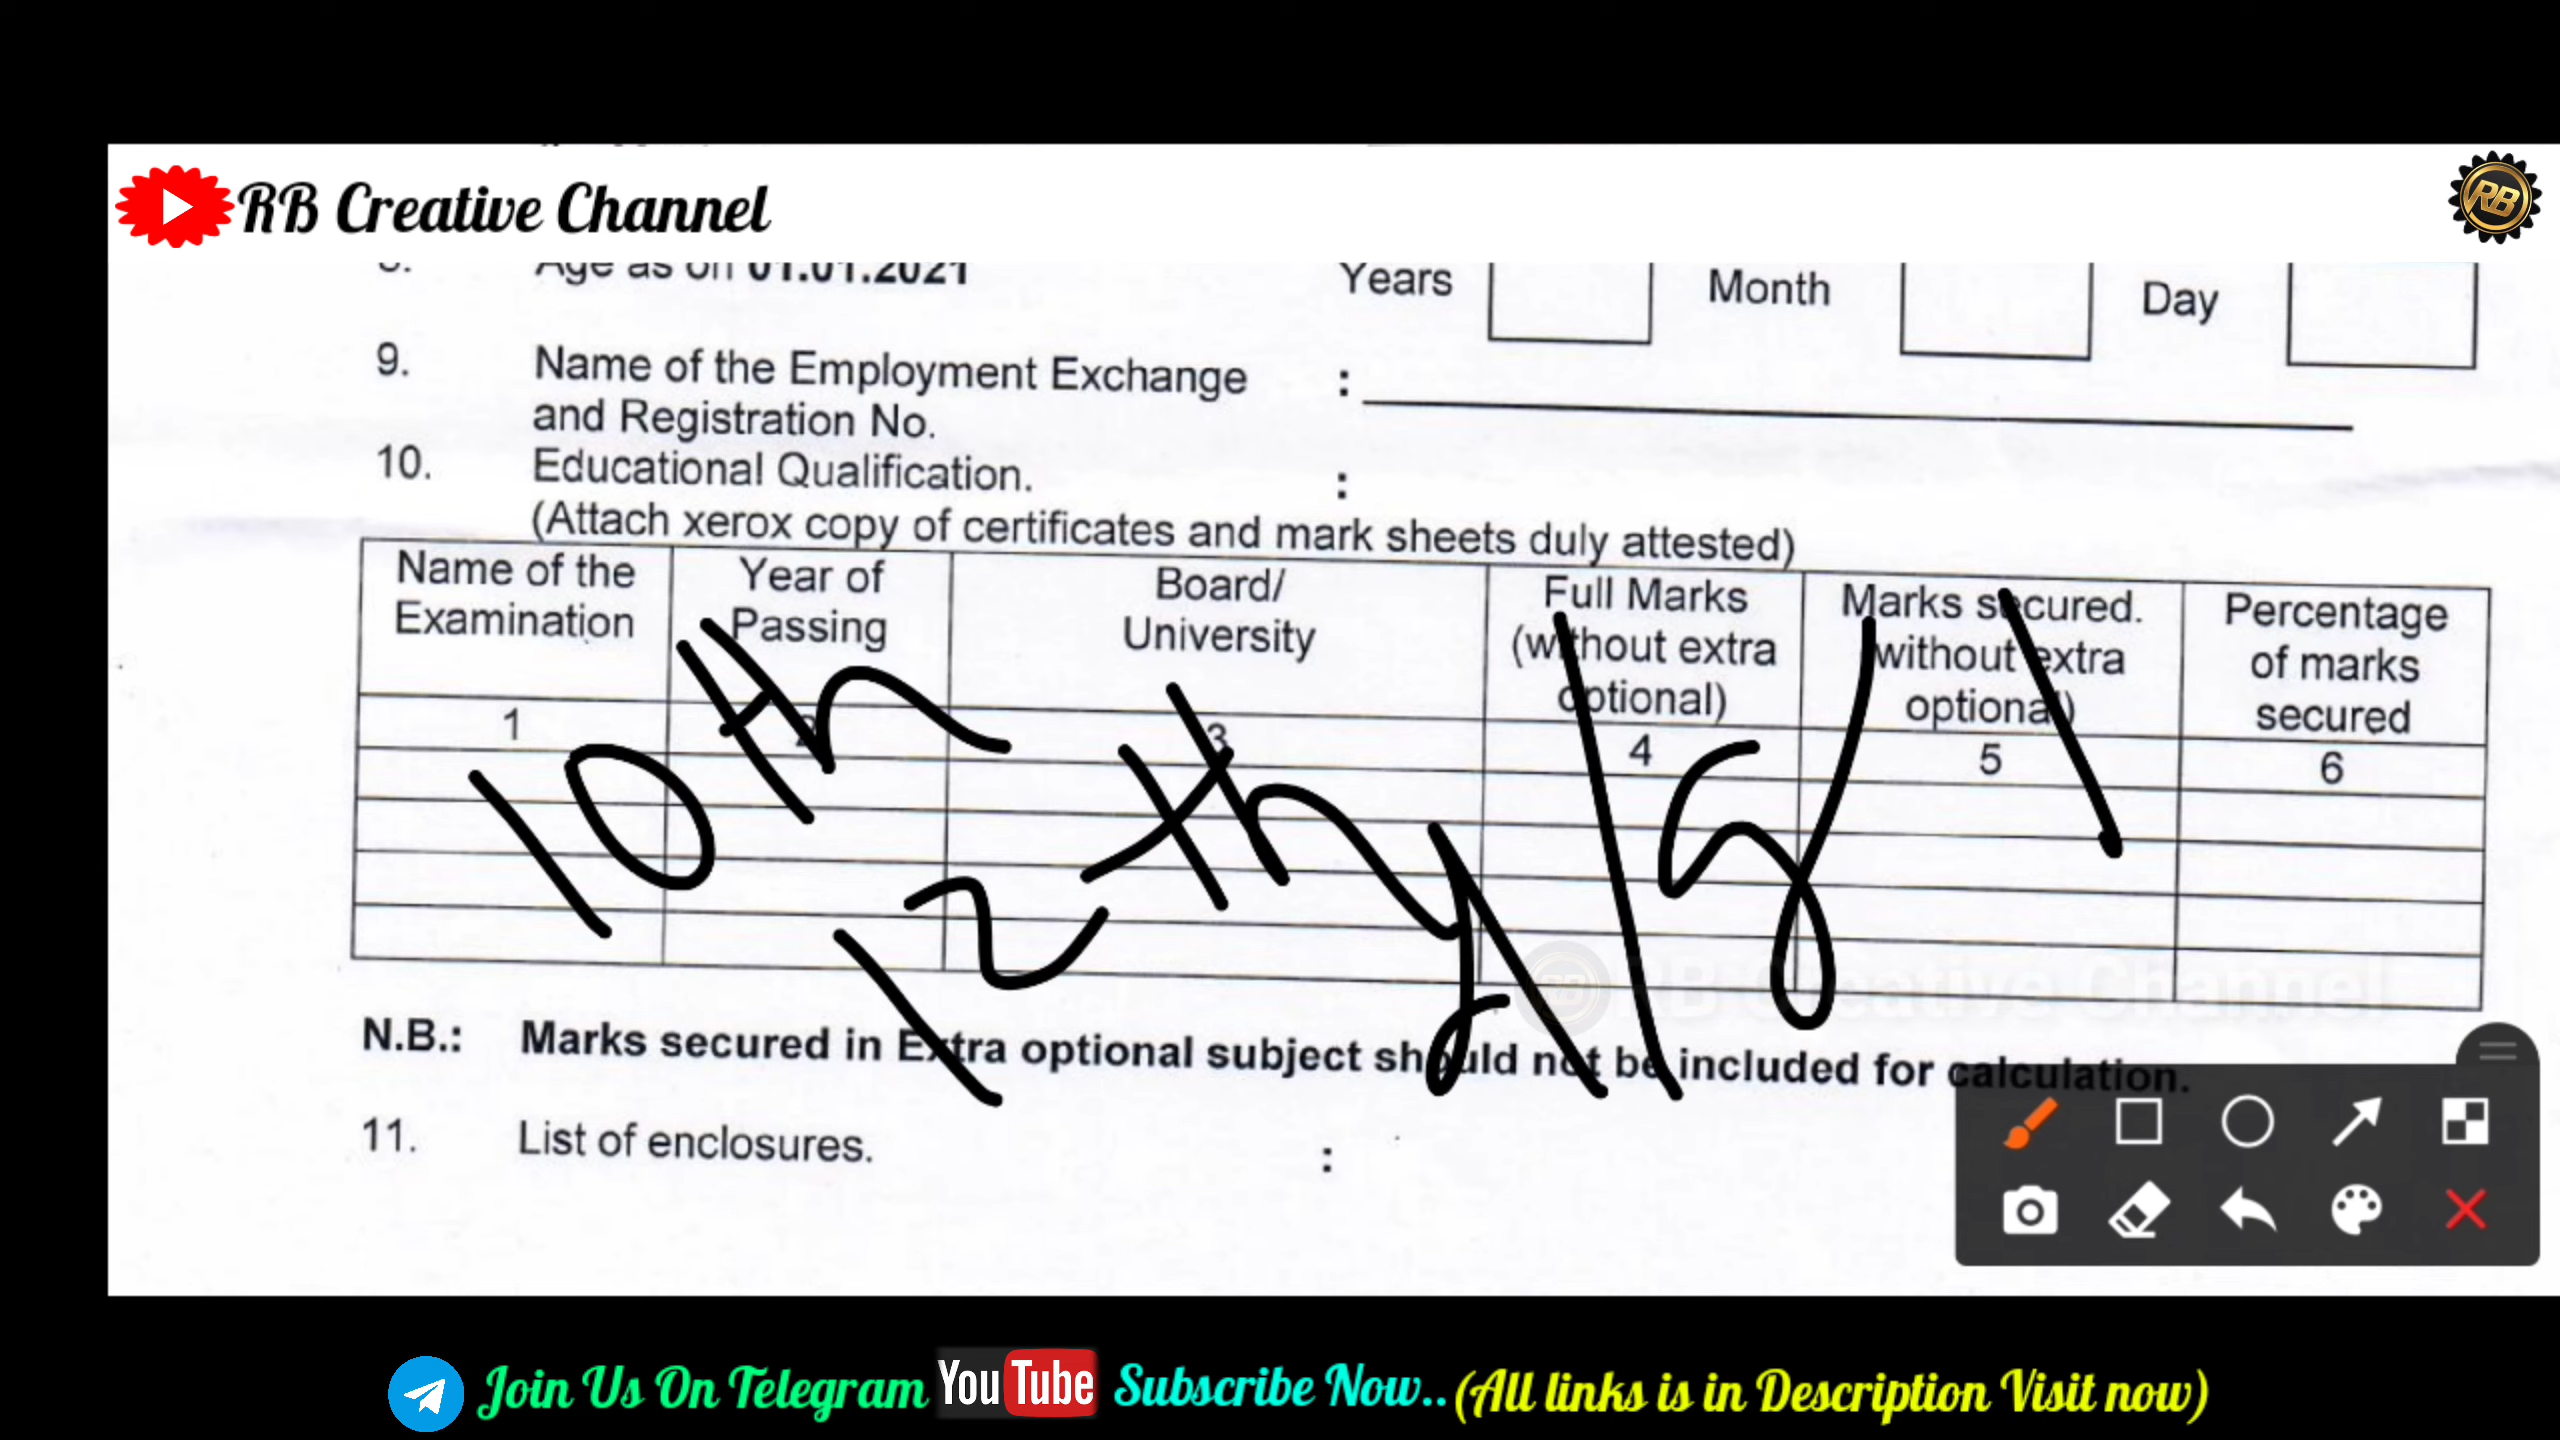 RB Creative Channel
RB
Age as on 01.01.2021 Years Month Day
9. Name of the Employment Exchange :
and Registration No.
10. Educational Qualification. :
(Attach xerox copy of certificates and mark sheets duly attested)
Name of the Examination
Year of Passing
Board/ University
Full Marks (without extra optional)
Marks secured. without extra optional)
Percentage of marks secured
1 2 3 4 5 6
10th
12th
RB Creative Channel
N.B.: Marks secured in Extra optional subject should not be included for calculation.
11. List of enclosures. :
Join Us On Telegram YouTube Subscribe Now.. (All links is in Description Visit now)